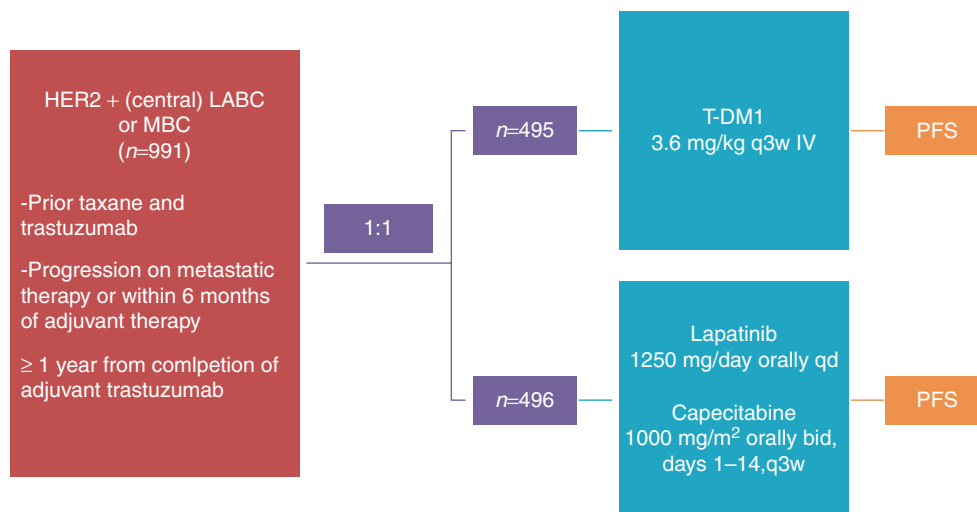 HER2 + (central) LABC
or MBC
(n=991)
-Prior taxane and
trastuzumab
-Progression on metastatic
therapy or within 6 months
of adjuvant therapy
≥ 1 year from comlpetion of
adjuvant trastuzumab
1:1
n=495
T-DM1
3.6 mg/kg q3w IV
PFS
n=496
Lapatinib
1250 mg/day orally qd
Capecitabine
1000 mg/m² orally bid,
days 1–14,q3w
PFS